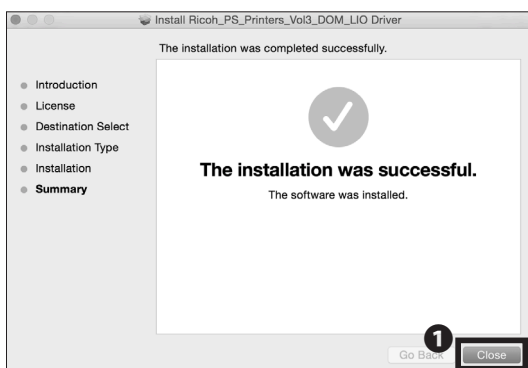 Install Ricoh_PS_Printers_Vol3_DOM_LIO Driver
The installation was completed successfully.
Introduction
License
Destination Select
Installation Type
Installation
Summary
The installation was successful.
The software was installed.
1
Go Back
Close